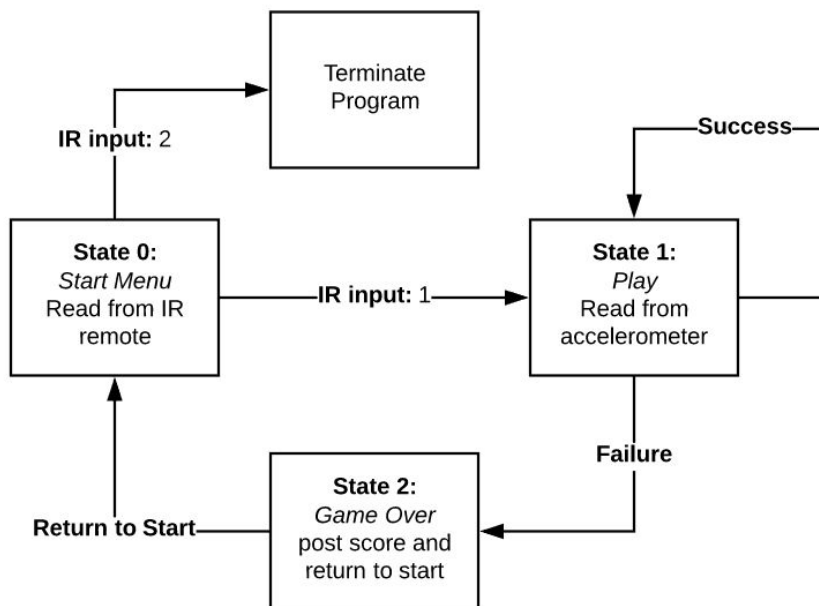 Terminate
Program
IR input: 2
Success
State 0:
Start Menu
Read from IR
remote
IR input: 1
State 1:
Play
Read from
accelerometer
Failure
State 2:
Game Over
post score and
return to start
Return to Start